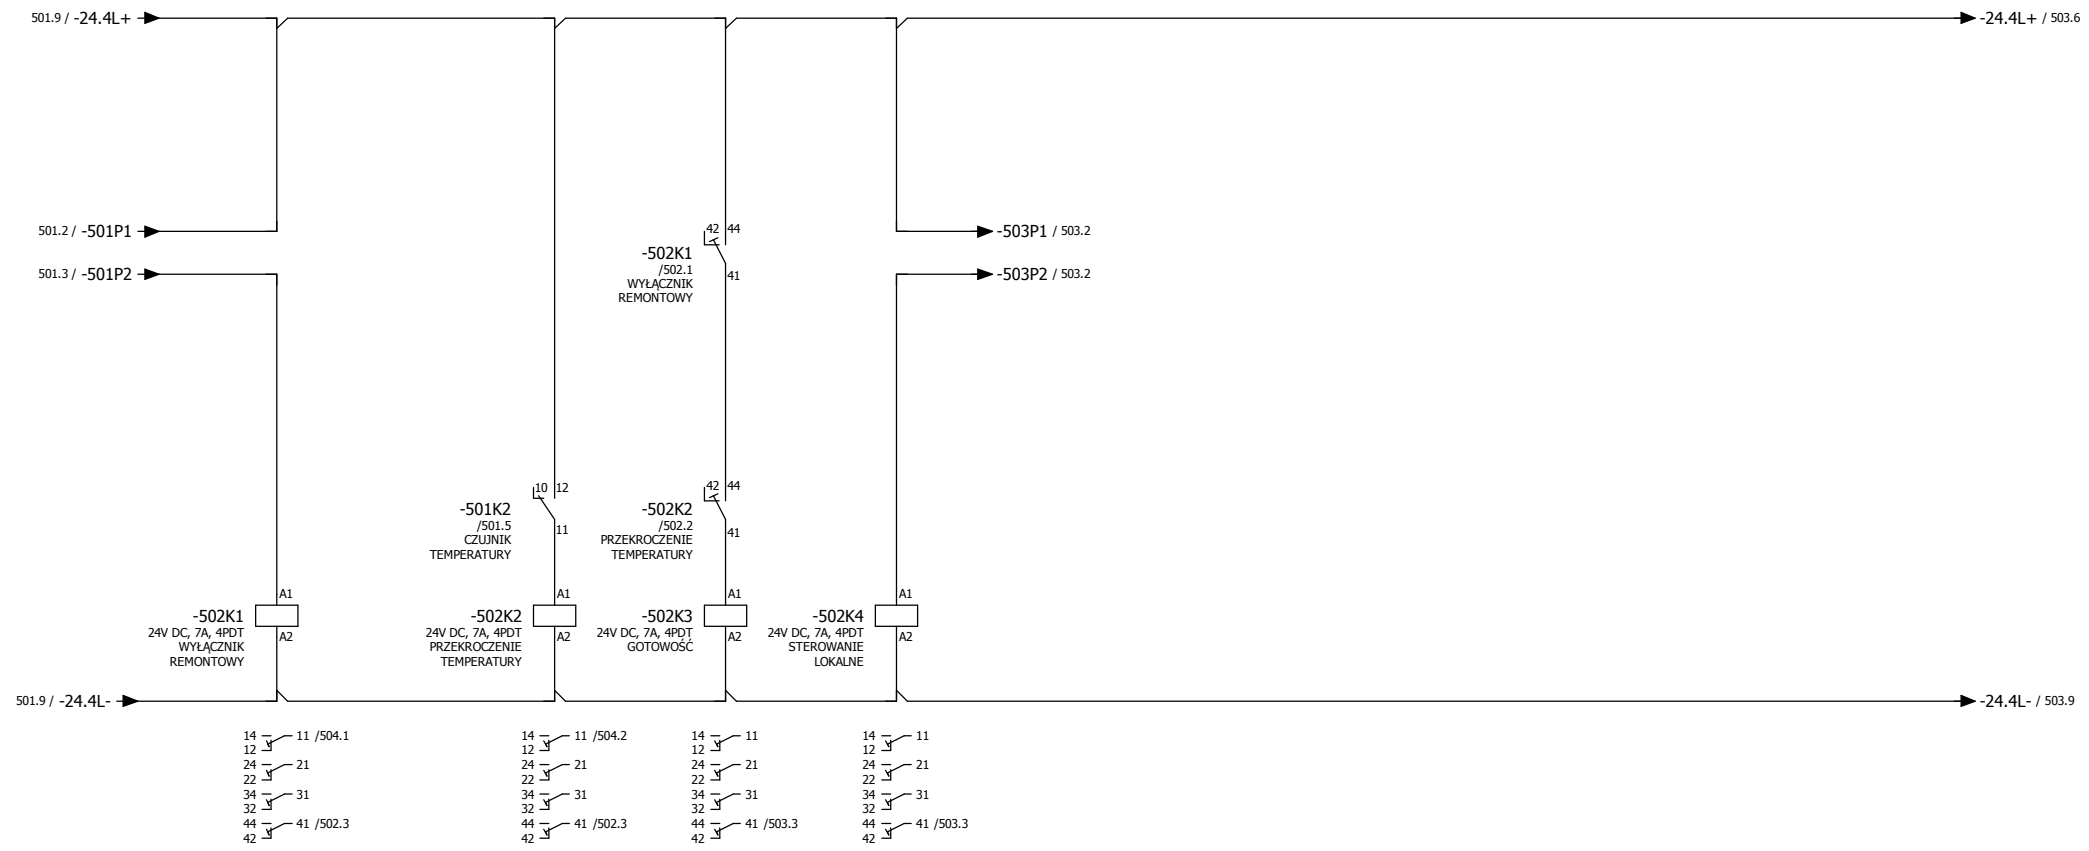 501.9 / -24.4L+
-24.4L+ / 503.6
501.2 / -501P1
-503P1 / 503.2
501.3 / -501P2
-503P2 / 503.2
42 44
-502K1
/502.1
WYŁĄCZNIK
REMONTOWY
41
10 12
-501K2
/501.5
CZUJNIK
TEMPERATURY
11
42 44
-502K2
/502.2
PRZEKROCZENIE
TEMPERATURY
41
A1
-502K1
24V DC, 7A, 4PDT
WYŁĄCZNIK
REMONTOWY
A2
A1
-502K2
24V DC, 7A, 4PDT
PRZEKROCZENIE
TEMPERATURY
A2
A1
-502K3
24V DC, 7A, 4PDT
GOTOWOŚĆ
A2
A1
-502K4
24V DC, 7A, 4PDT
STEROWANIE
LOKALNE
A2
501.9 / -24.4L-
-24.4L- / 503.9
14 11 /504.1
12
24 21
22
34 31
32
44 41 /502.3
42
14 11 /504.2
12
24 21
22
34 31
32
44 41 /502.3
42
14 11
12
24 21
22
34 31
32
44 41 /503.3
42
14 11
12
24 21
22
34 31
32
44 41 /503.3
42